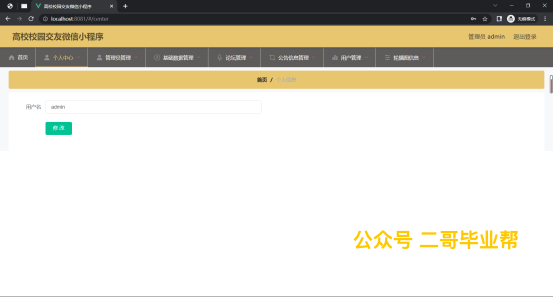 高校校园交友微信小程序
localhost:8081/#/center
无痕模式
高校校园交友微信小程序
管理员 admin 退出登录
首页 个人中心 管理员管理 基础数据管理 论坛管理 公告信息管理 用户管理 轮播图信息
首页 / 个人信息
用户名 admin
修 改
公众号 二哥毕业帮